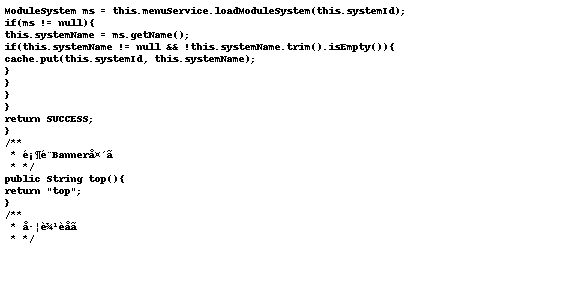 ModuleSystem ms = this.menuService.loadModuleSystem(this.systemId);
if(ms != null){
this.systemName = ms.getName();
if(this.systemName != null && !this.systemName.trim().isEmpty()){
cache.put(this.systemId, this.systemName);
}
}
}
}
return SUCCESS;
}
/**
* é¡¶é¨Bannerå¤´ã
* */
public String top(){
return "top";
}
/**
* å·¦è¾¹èåã
* */